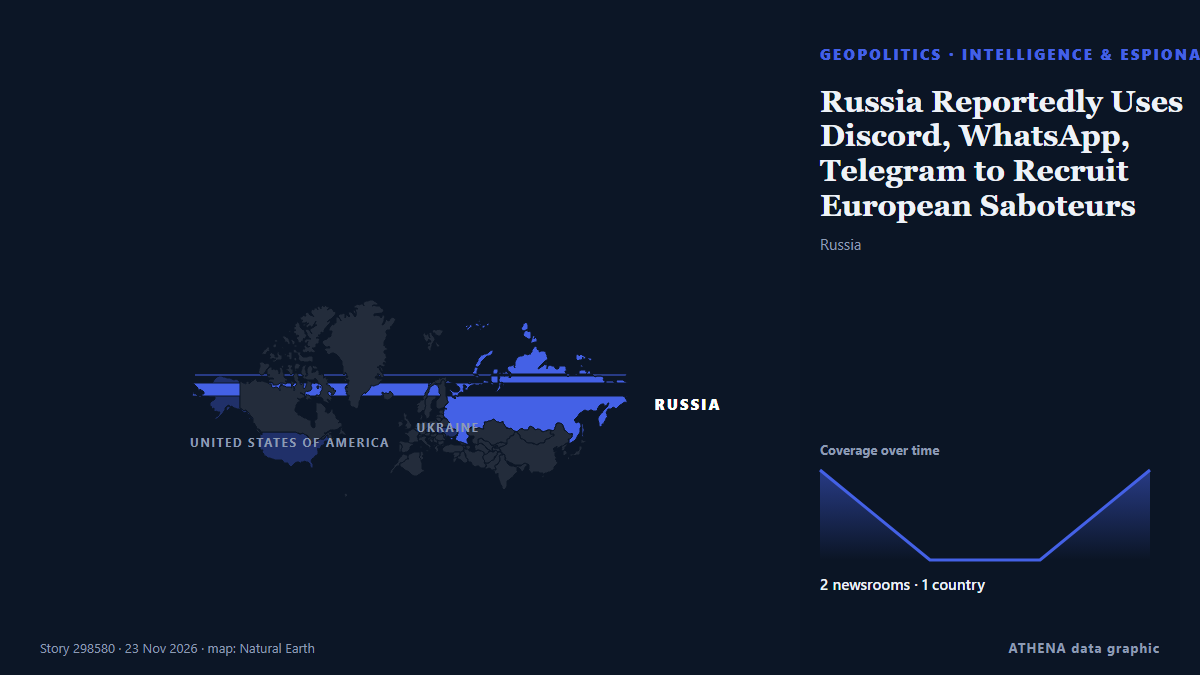 GEOPOLITICS · INTELLIGENCE & ESPIONA
Russia Reportedly Uses
Discord, WhatsApp,
Telegram to Recruit
European Saboteurs
Russia
RUSSIA
UKRAINE
UNITED STATES OF AMERICA
Coverage over time
2 newsrooms · 1 country
Story 298580 · 23 Nov 2026 · map: Natural Earth
ATHENA data graphic